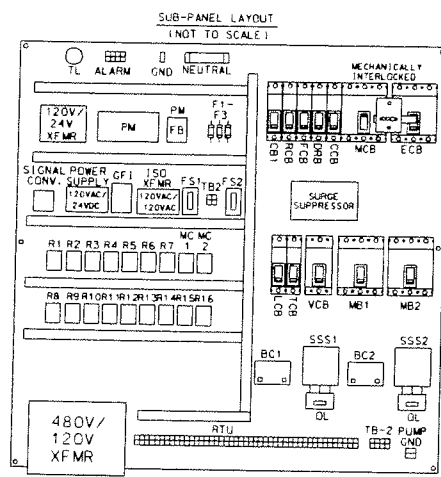 SUB-PANEL LAYOUT
(NOT TO SCALE)
TL ALARM GND NEUTRAL
MECHANICALLY
INTERLOCKED
120V/
24V
XFMR
PM
PM
FB
F1-
F3
CB1 RCB FCB DRB CCB MCB ECB
SIGNAL
CONV.
POWER
SUPPLY
120VAC/
24VDC
GFI
ISO
XFMR
120VAC/
120VAC
FS1 TB2 FS2
SURGE
SUPPRESSOR
R1 R2 R3 R4 R5 R6 R7 MC 1 MC 2
LCB TCB VCB MB1 MB2
R8 R9 R10 R11 R12 R13 R14 R15 R16
BC1 SSS1 BC2 SSS2
OL OL
480V/
120V
XFMR
RTU
TB-2
PUMP
GND